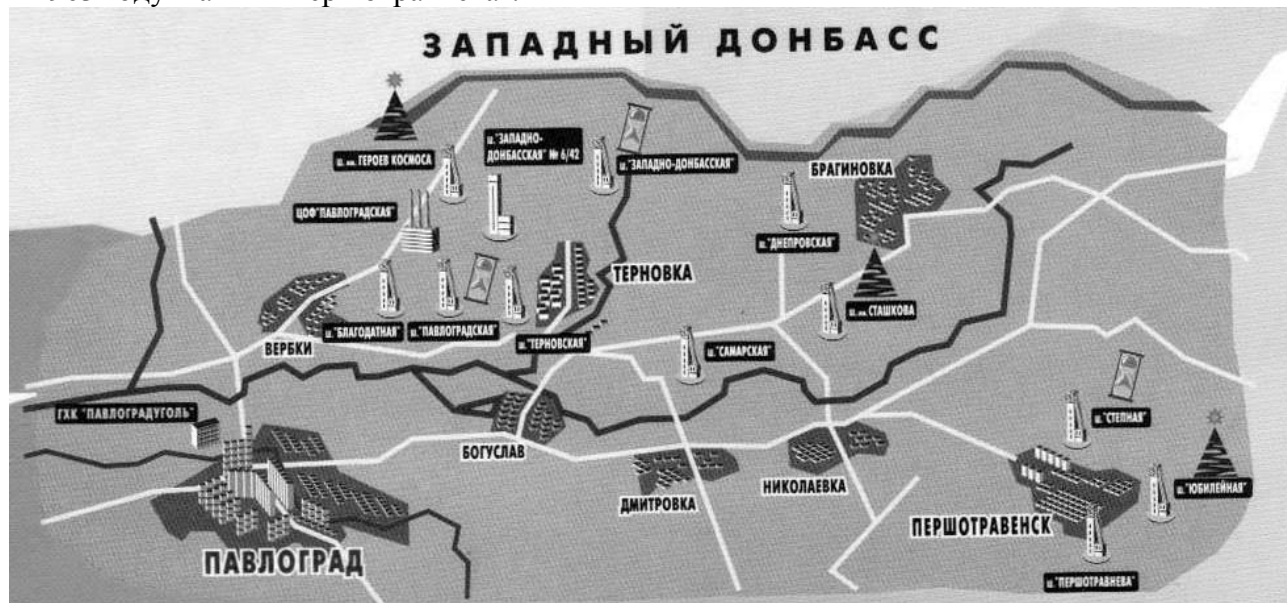 ЗАПАДНЫЙ ДОНБАСС
ш. им. ГЕРОЕВ КОСМОСА
ш. "ЗАПАДНО-
ДОНБАССКАЯ" № 6/42
ш. "ЗАПАДНО-ДОНБАССКАЯ"
БРАГИНОВКА
ЦОФ "ПАВЛОГРАДСКАЯ"
ш. "ДНЕПРОВСКАЯ"
ТЕРНОВКА
ш. им. СТАШКОВА
ш. "БЛАГОДАТНАЯ"
ш. "ПАВЛОГРАДСКАЯ"
ш. "ТЕРНОВСКАЯ"
ВЕРБКИ
ш. "САМАРСКАЯ"
ГХК "ПАВЛОГРАДУГОЛЬ"
ш. "СТЕПНАЯ"
БОГУСЛАВ
ДМИТРОВКА
НИКОЛАЕВКА
ш. "ЮБИЛЕЙНАЯ"
ПЕРШОТРАВЕНСК
ПАВЛОГРАД
ш. "ПЕРШОТРАВНЕВА"